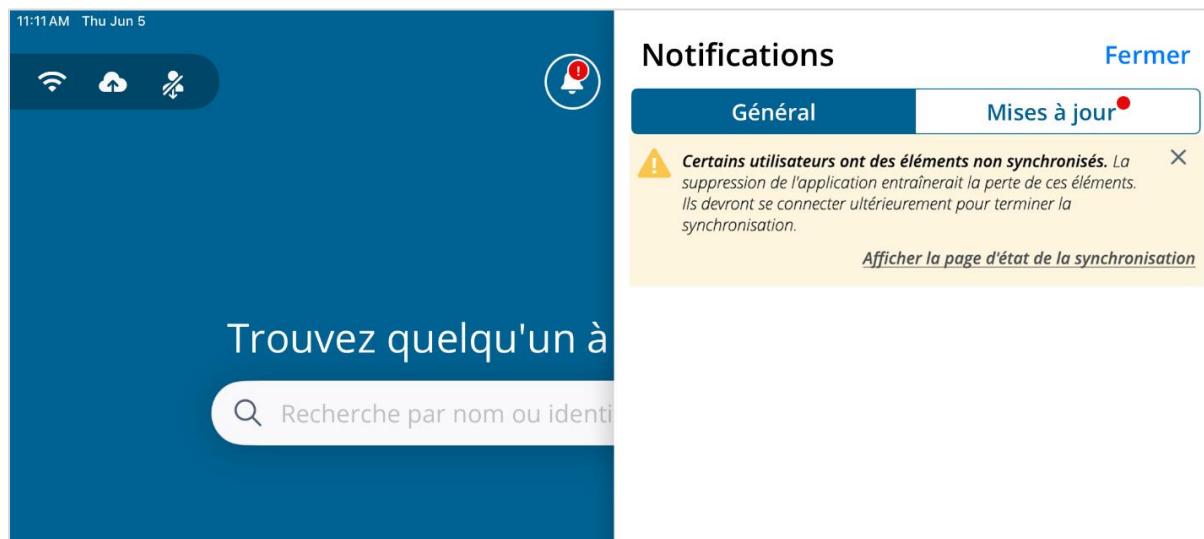 11:11 AM Thu Jun 5
Notifications
Fermer
Général
Mises à jour
Certains utilisateurs ont des éléments non synchronisés. La
suppression de l'application entraînerait la perte de ces éléments.
Ils devront se connecter ultérieurement pour terminer la
synchronisation.
Afficher la page d'état de la synchronisation
Trouvez quelqu'un à
Recherche par nom ou identi